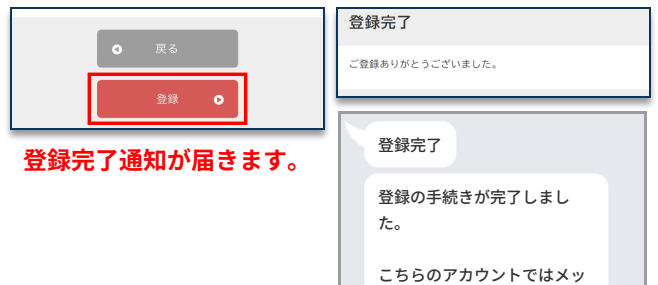 戻る
登録
登録完了通知が届きます。
登録完了
ご登録ありがとうございました。
登録完了
登録の手続きが完了しまし
た。
こちらのアカウントではメッ